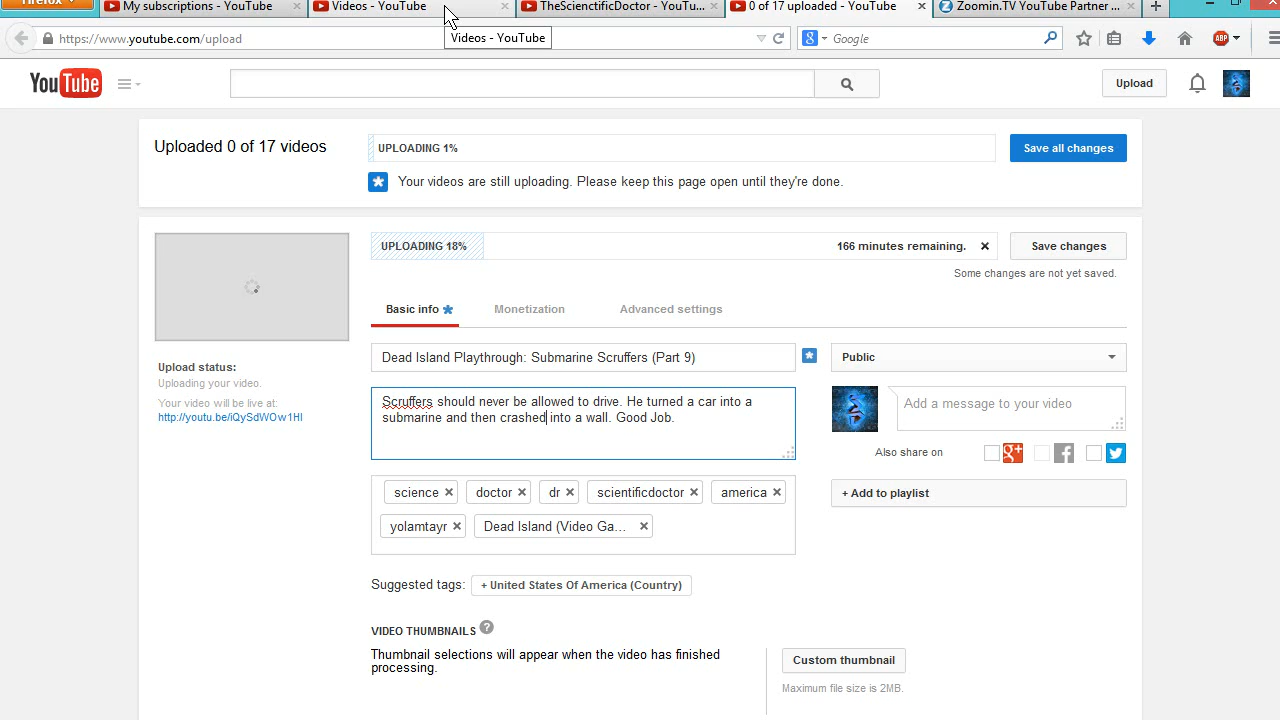 Firefox
My subscriptions - YouTube
Videos - YouTube
TheScienctificDoctor - YouTu...
0 of 17 uploaded - YouTube
Zoomin.TV YouTube Partner ...
https://www.youtube.com/upload
Google
ABP
Videos - YouTube
YouTube
Upload
Uploaded 0 of 17 videos
UPLOADING 1%
Save all changes
Your videos are still uploading. Please keep this page open until they're done.
UPLOADING 18%
166 minutes remaining.
Save changes
Some changes are not yet saved.
Basic info
Monetization
Advanced settings
Dead Island Playthrough: Submarine Scruffers (Part 9)
Public
Scruffers should never be allowed to drive. He turned a car into a
submarine and then crashed into a wall. Good Job.
Add a message to your video
Upload status:
Uploading your video.
Your video will be live at:
http://youtu.be/iQySdWOw1HI
Also share on
science
doctor
dr
scientificdoctor
america
yolamtayr
Dead Island (Video Ga...
+ Add to playlist
Suggested tags:
+ United States Of America (Country)
VIDEO THUMBNAILS ?
Thumbnail selections will appear when the video has finished
processing.
Custom thumbnail
Maximum file size is 2MB.